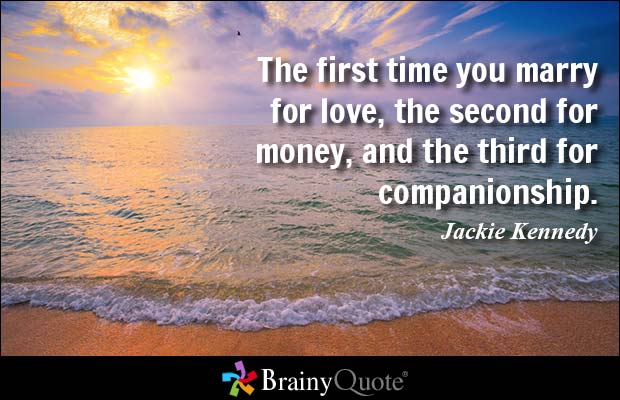 The first time you marry
for love, the second for
money, and the third for
companionship.
Jackie Kennedy
BrainyQuote®